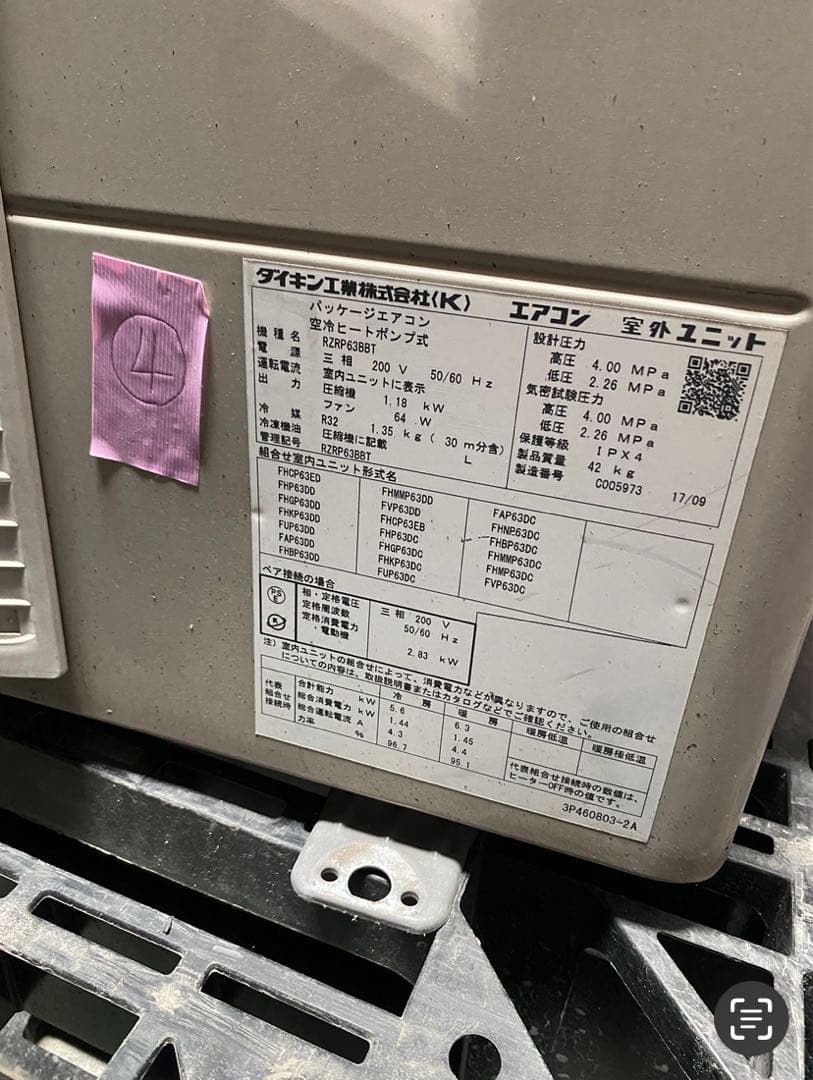 ④
ダイキン工業株式会社(K) エアコン 室外ユニット
パッケージエアコン
空冷ヒートポンプ式
機種名 RZRP63BBT
電源 三相 200 V 50/60 Hz
運転電流 室内ユニットに表示
出力 圧縮機 1.18 kW
ファン 64 W
冷媒 R32 1.35 kg ( 30 m分含)
冷凍機油 圧縮機に記載 L
管理記号 RZRP63BBT
設計圧力
高圧 4.00 MPa
低圧 2.26 MPa
気密試験圧力
高圧 4.00 MPa
低圧 2.26 MPa
保護等級 IPX4
製品質量 42 kg
製造番号 C005973 17/09
組合せ室内ユニット形式名
FHCP63ED
FHP63DD
FHGP63DD
FHKP63DD
FUP63DD
FAP63DD
FHBP63DD
FHMMP63DD
FVP63DD
FHCP63EB
FHP63DC
FHGP63DC
FHKP63DC
FUP63DC
FAP63DC
FHNP63DC
FHBP63DC
FHMMP63DC
FHMP63DC
FVP63DC
ペア接続の場合
PS
E
相・定格電圧 三相 200 V
定格周波数 50/60 Hz
定格消費電力
・電動機 2.83 kW
注) 室内ユニットの組合せによって、消費電力などが異なりますので、ご使用の組合せ
についての内容は、取扱説明書またはカタログなどでご確認ください。
代表組合せ接続時 冷房 暖房 暖房低温 暖房極低温
合計能力 kW 5.6 6.3
総合消費電力 kW 1.44 1.45
総合運転電流 A 4.3 4.4
力率 % 96.7 95.1
代表組合せ接続時の数値は、
ヒーターOFF時の値です。
3P460803-2A